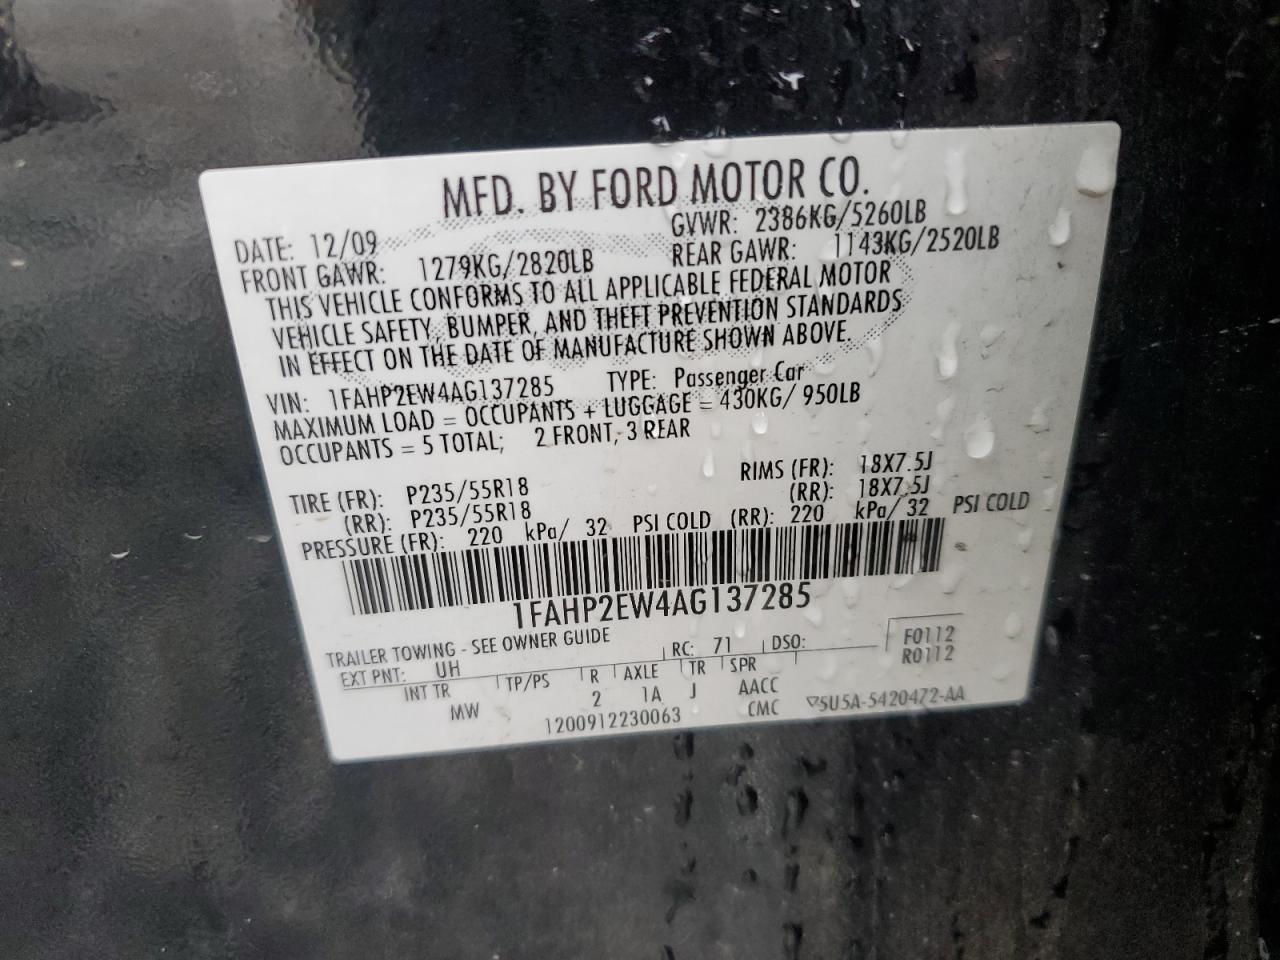 MFD. BY FORD MOTOR CO.
DATE: 12/09 GVWR: 2386KG/5260LB
FRONT GAWR: 1279KG/2820LB REAR GAWR: 1143KG/2520LB
THIS VEHICLE CONFORMS TO ALL APPLICABLE FEDERAL MOTOR
VEHICLE SAFETY, BUMPER, AND THEFT PREVENTION STANDARDS
IN EFFECT ON THE DATE OF MANUFACTURE SHOWN ABOVE.
VIN: 1FAHP2EW4AG137285 TYPE: Passenger Car
MAXIMUM LOAD = OCCUPANTS + LUGGAGE = 430KG/ 950LB
OCCUPANTS = 5 TOTAL; 2 FRONT, 3 REAR
TIRE (FR): P235/55R18 RIMS (FR): 18X7.5J
(RR): P235/55R18 (RR): 18X7.5J
PRESSURE (FR): 220 kPa/ 32 PSI COLD (RR): 220 kPa/ 32 PSI COLD
1FAHP2EW4AG137285
TRAILER TOWING - SEE OWNER GUIDE
EXT PNT: UH RC: 71 DSO: F0112
R0112
INT TR TP/PS R AXLE TR SPR
MW 2 1A J AACC
1200912230063 CMC ▽5U5A-5420472-AA